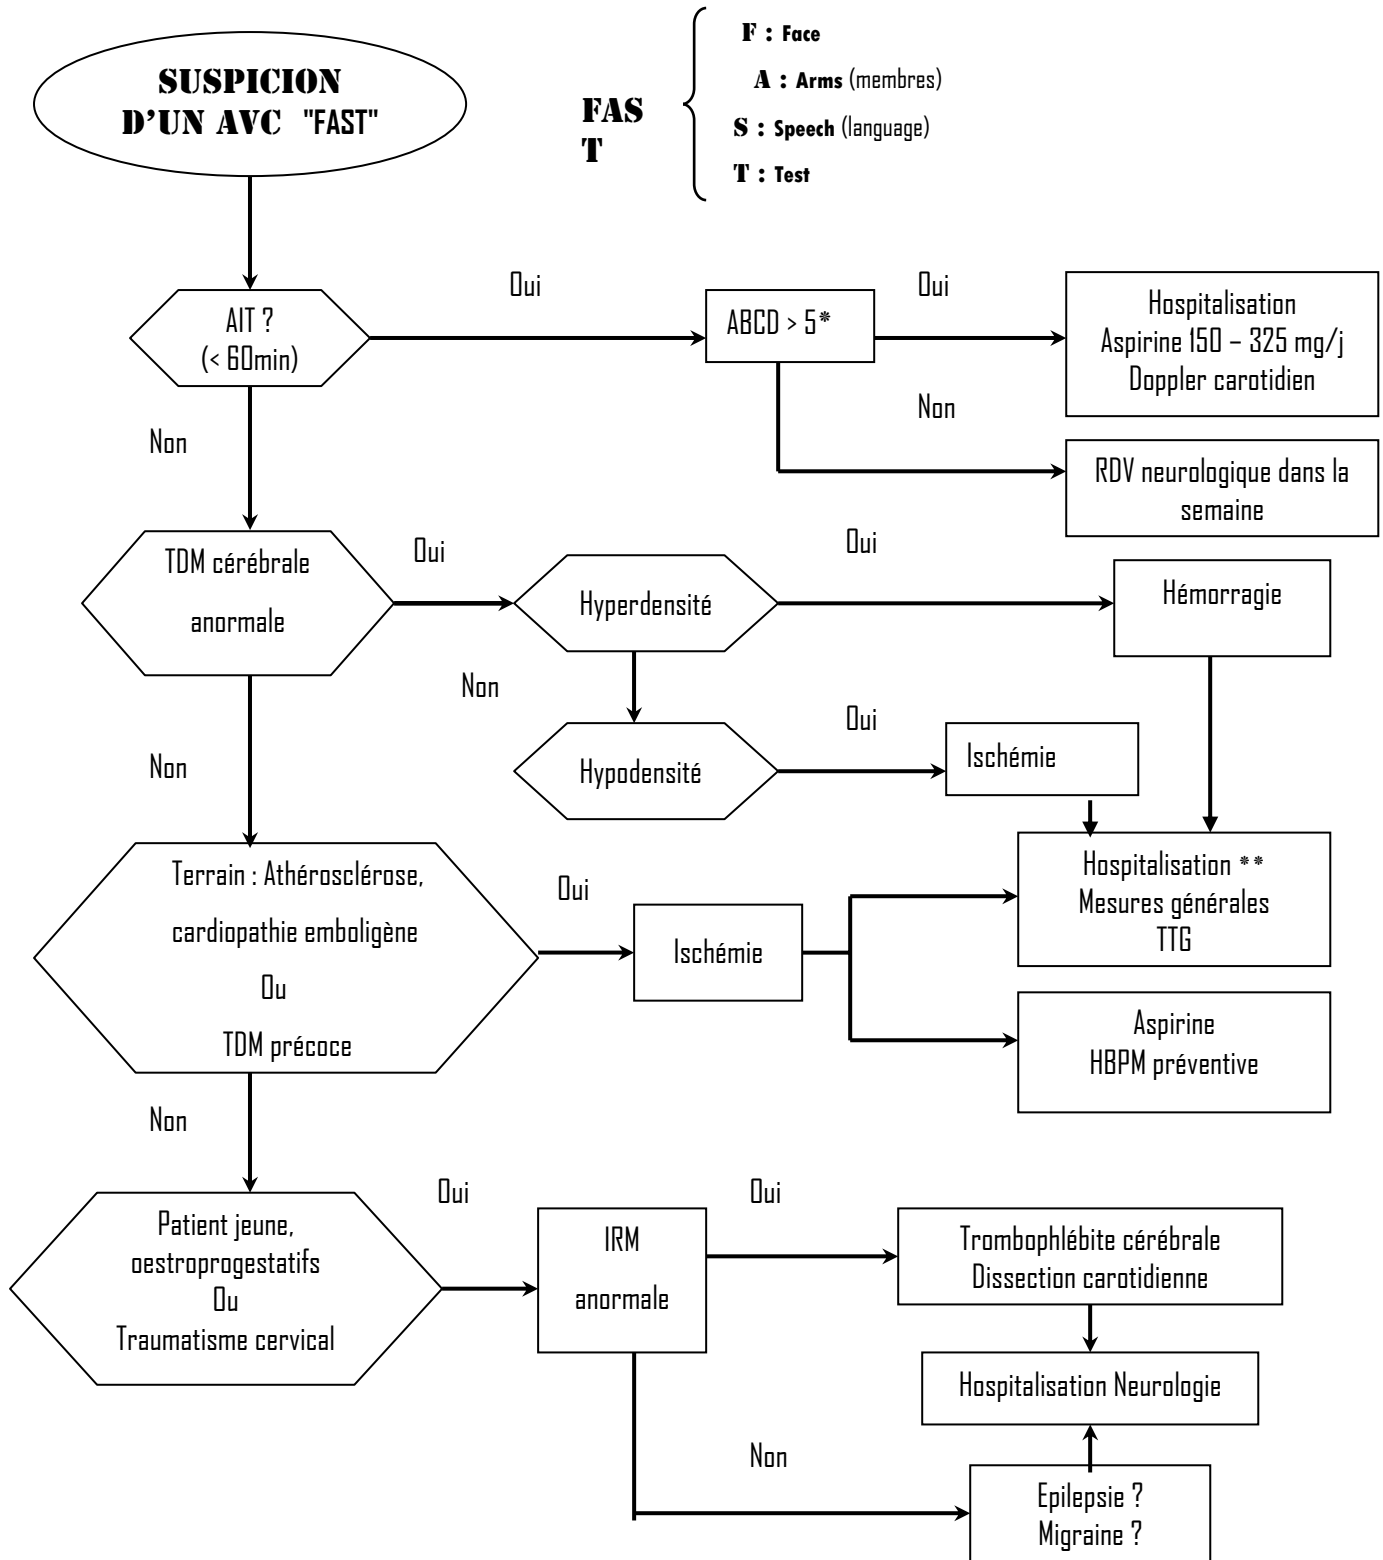 SUSPICION
D'UN AVC "FAST"
FAS
T
F : Face
A : Arms (membres)
S : Speech (language)
T : Test
AIT ?
(< 60min)
Oui
ABCD > 5*
Oui
Hospitalisation
Aspirine 150 – 325 mg/j
Doppler carotidien
Non
RDV neurologique dans la
semaine
Non
TDM cérébrale
anormale
Oui
Hyperdensité
Oui
Hémorragie
Non
Hypodensité
Oui
Ischémie
Non
Hospitalisation **
Mesures générales
TTG
Terrain : Athérosclérose,
cardiopathie emboligène
Ou
TDM précoce
Oui
Ischémie
Aspirine
HBPM préventive
Non
Patient jeune,
oestroprogestatifs
Ou
Traumatisme cervical
Oui
IRM
anormale
Oui
Trombophlébite cérébrale
Dissection carotidienne
Hospitalisation Neurologie
Non
Epilepsie ?
Migraine ?